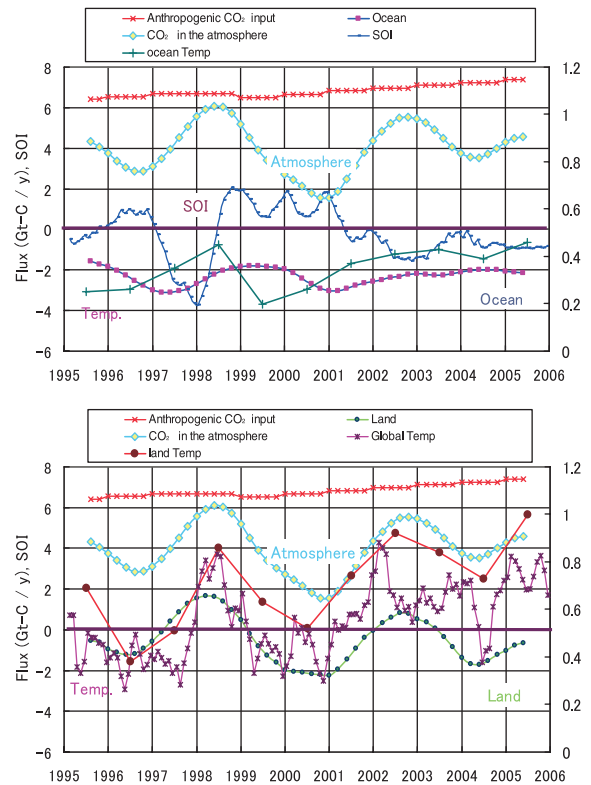 Anthropogenic CO₂ input
Ocean
CO₂ in the atmosphere
SOI
ocean Temp
8
6
4
2
0
-2
-4
-6
1.2
1
0.8
0.6
0.4
0.2
0
Flux (Gt-C / y), SOI
Atmosphere
SOI
Temp.
Ocean
1995 1996 1997 1998 1999 2000 2001 2002 2003 2004 2005 2006
Anthropogenic CO₂ input
Land
CO₂ in the atmosphere
Global Temp
land Temp
8
6
4
2
0
-2
-4
-6
1.2
1
0.8
0.6
0.4
0.2
0
Flux (Gt-C / y), SOI
Atmosphere
Temp.
Land
1995 1996 1997 1998 1999 2000 2001 2002 2003 2004 2005 2006